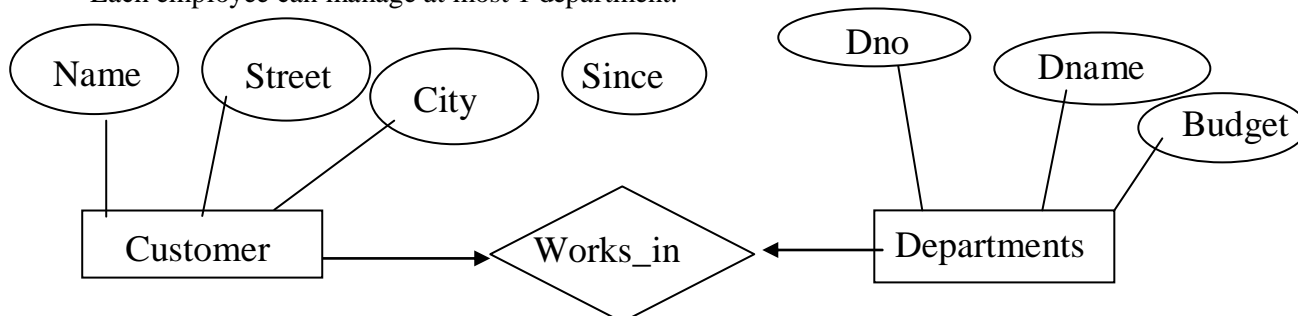 Each employee can manage at most 1 department.
Name Street City Since Dno Dname Budget
Customer Works_in Departments